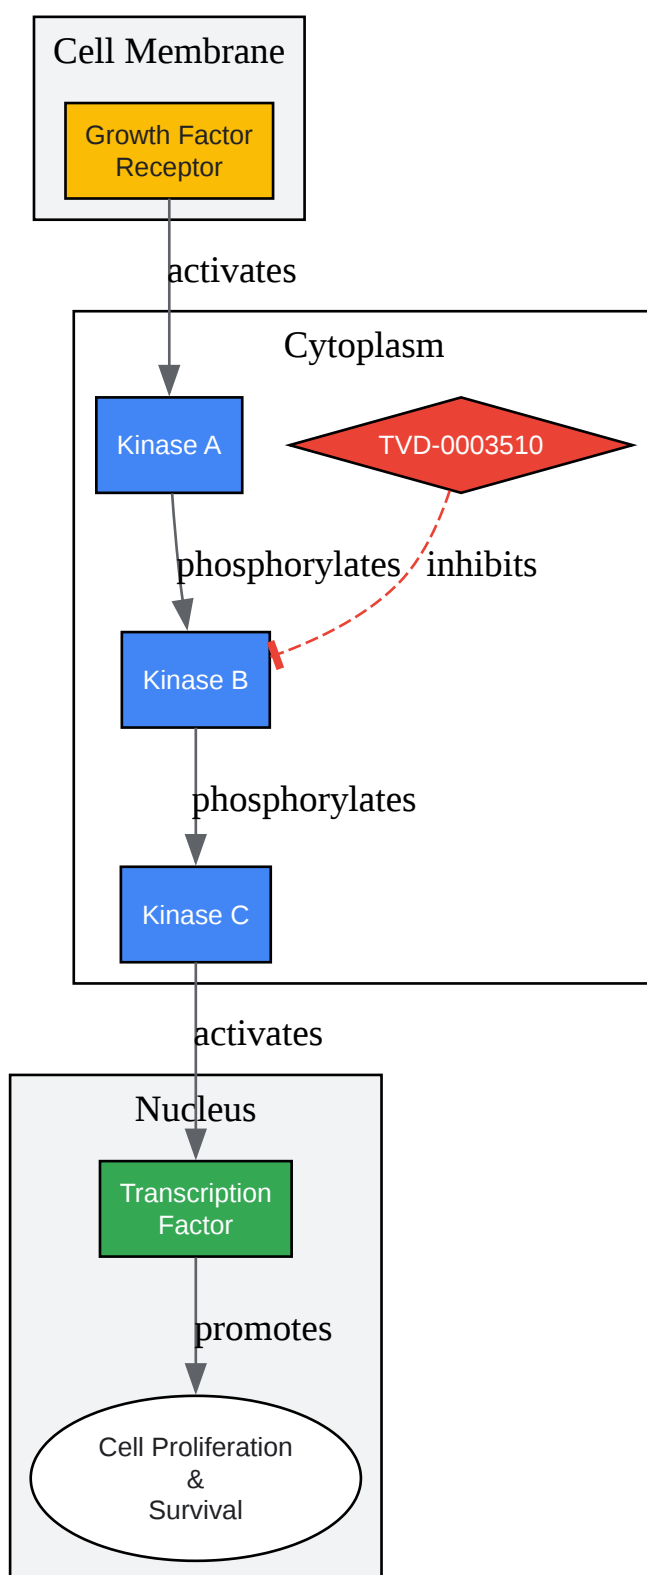 Cell Membrane
Growth Factor
Receptor
activates
Cytoplasm
Kinase A
TVD-0003510
phosphorylates
inhibits
Kinase B
phosphorylates
Kinase C
activates
Nucleus
Transcription
Factor
promotes
Cell Proliferation
&
Survival